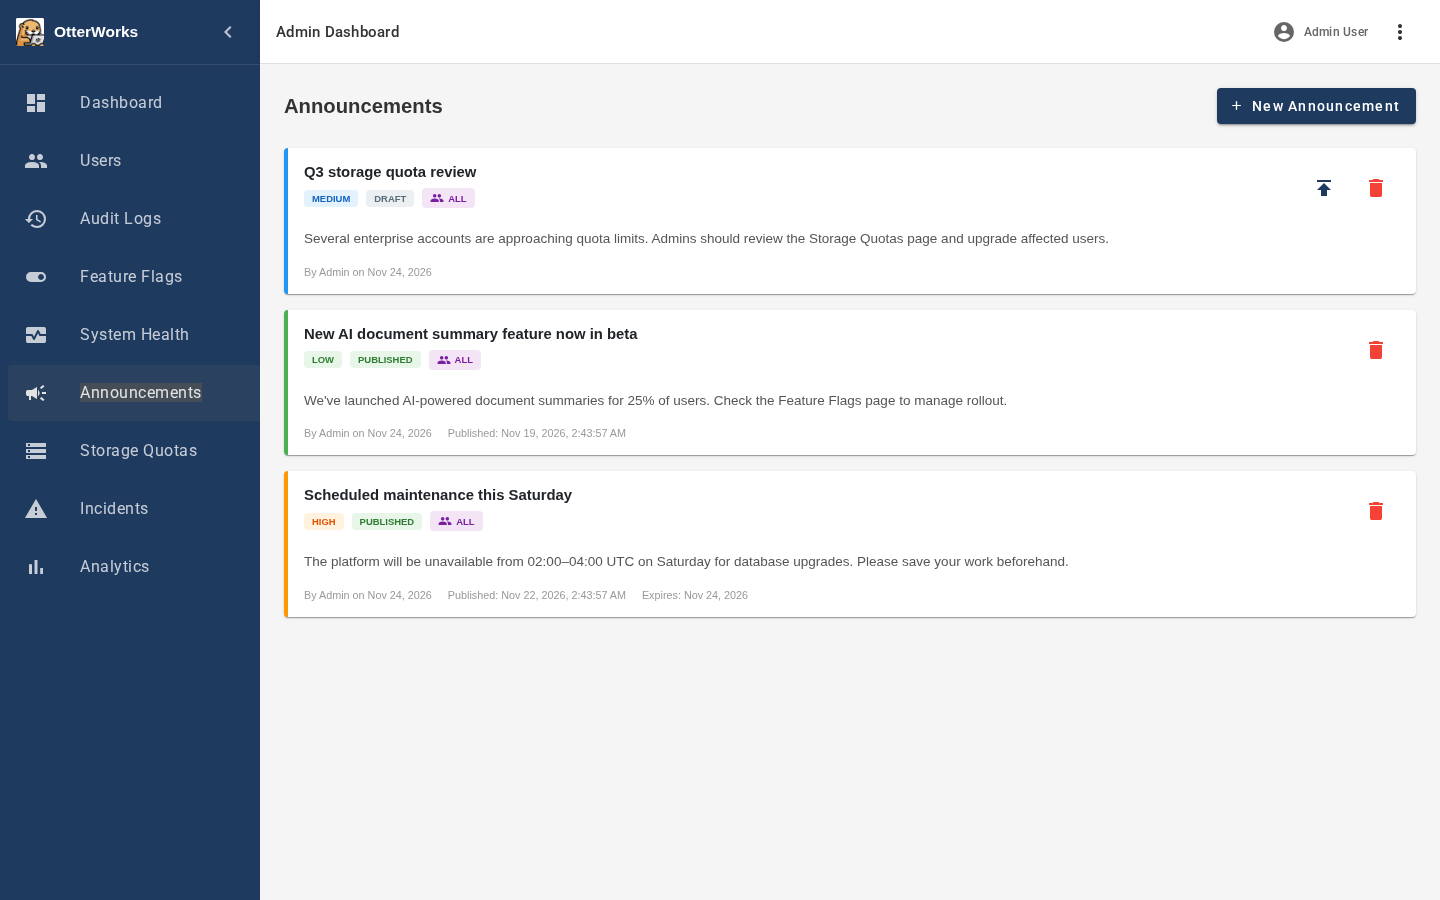 OtterWorks
Admin Dashboard
Admin User
Dashboard
Users
Audit Logs
Feature Flags
System Health
Announcements
Storage Quotas
Incidents
Analytics
Announcements
+ New Announcement
Q3 storage quota review
MEDIUM DRAFT ALL
Several enterprise accounts are approaching quota limits. Admins should review the Storage Quotas page and upgrade affected users.
By Admin on Nov 24, 2026
New AI document summary feature now in beta
LOW PUBLISHED ALL
We've launched AI-powered document summaries for 25% of users. Check the Feature Flags page to manage rollout.
By Admin on Nov 24, 2026 Published: Nov 19, 2026, 2:43:57 AM
Scheduled maintenance this Saturday
HIGH PUBLISHED ALL
The platform will be unavailable from 02:00–04:00 UTC on Saturday for database upgrades. Please save your work beforehand.
By Admin on Nov 24, 2026 Published: Nov 22, 2026, 2:43:57 AM Expires: Nov 24, 2026